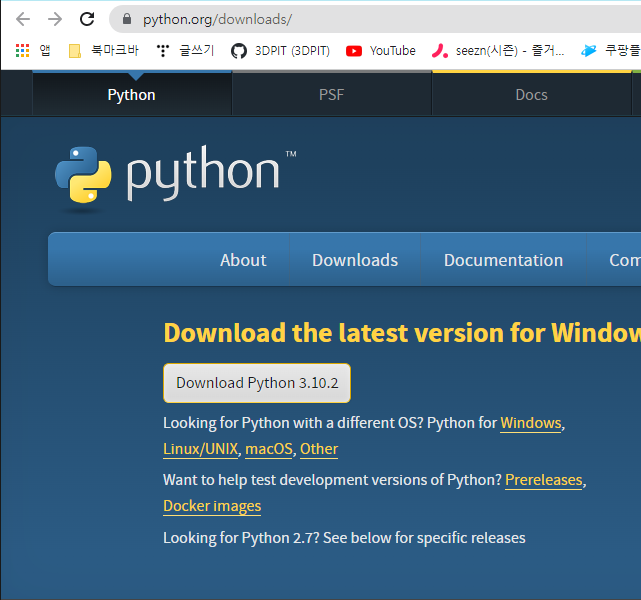 python.org/downloads/
앱 북마크바 글쓰기 3DPIT (3DPIT) YouTube seezn(시즌) - 즐거... 쿠팡플
Python PSF Docs
python™
About Downloads Documentation Com
Download the latest version for Window
Download Python 3.10.2
Looking for Python with a different OS? Python for Windows,
Linux/UNIX, macOS, Other
Want to help test development versions of Python? Prereleases,
Docker images
Looking for Python 2.7? See below for specific releases